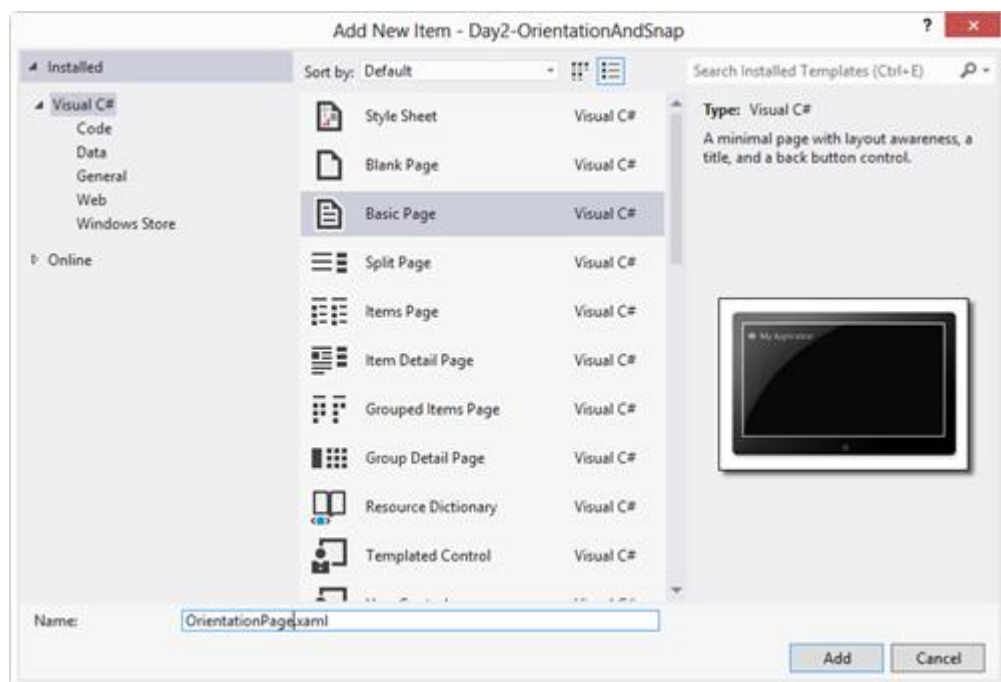 Add New Item - Day2-OrientationAndSnap
?
Installed
Sort by: Default
Search Installed Templates (Ctrl+E)
Visual C#
Code
Data
General
Web
Windows Store
Online
Style Sheet Visual C#
Blank Page Visual C#
Basic Page Visual C#
Split Page Visual C#
Items Page Visual C#
Item Detail Page Visual C#
Grouped Items Page Visual C#
Group Detail Page Visual C#
Resource Dictionary Visual C#
Templated Control Visual C#
Type: Visual C#
A minimal page with layout awareness, a
title, and a back button control.
My Application
Name: OrientationPage.xaml
Add Cancel